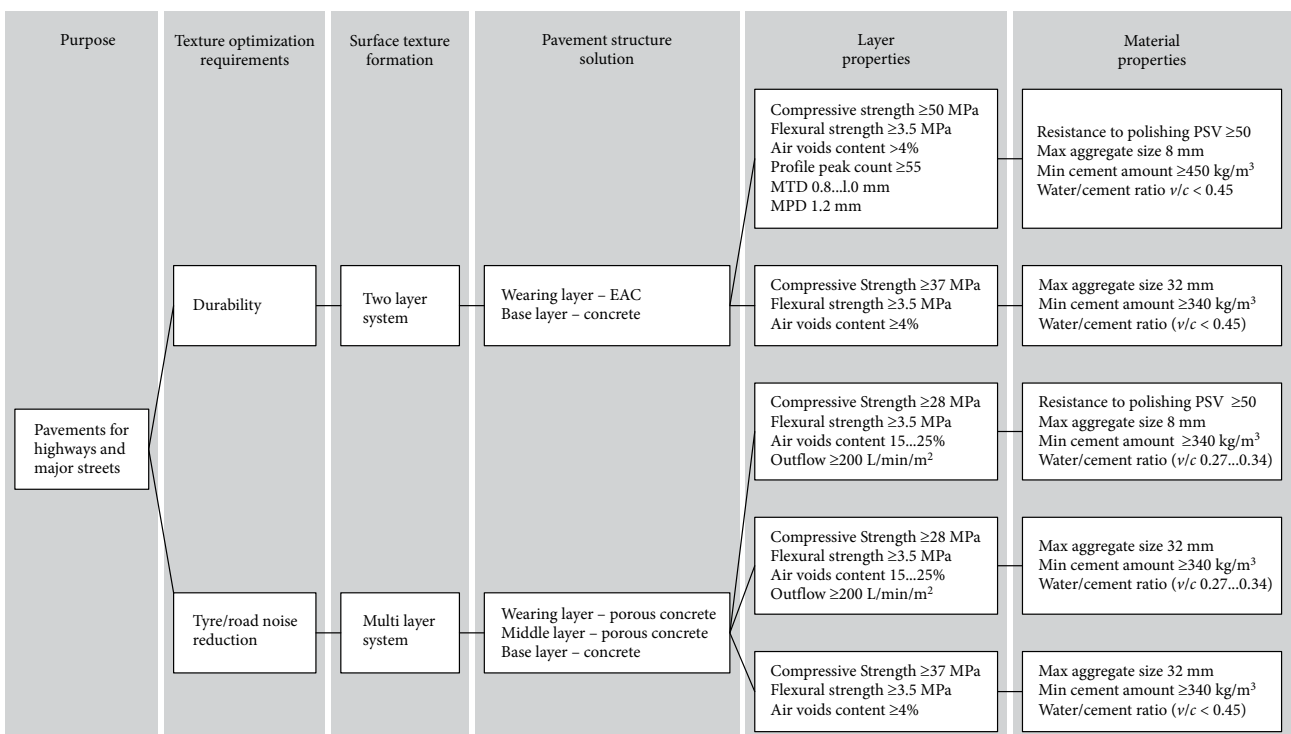 Purpose
Texture optimization
requirements
Surface texture
formation
Pavement structure
solution
Layer
properties
Material
properties
Pavements for
highways and
major streets
Durability
Two layer
system
Wearing layer – EAC
Base layer – concrete
Compressive strength ≥50 MPa
Flexural strength ≥3.5 MPa
Air voids content >4%
Profile peak count ≥55
MTD 0.8...l.0 mm
MPD 1.2 mm
Resistance to polishing PSV ≥50
Max aggregate size 8 mm
Min cement amount ≥450 kg/m³
Water/cement ratio v/c < 0.45
Compressive Strength ≥37 MPa
Flexural strength ≥3.5 MPa
Air voids content ≥4%
Max aggregate size 32 mm
Min cement amount ≥340 kg/m³
Water/cement ratio (v/c < 0.45)
Tyre/road noise
reduction
Multi layer
system
Wearing layer – porous concrete
Middle layer – porous concrete
Base layer – concrete
Compressive Strength ≥28 MPa
Flexural strength ≥3.5 MPa
Air voids content 15...25%
Outflow ≥200 L/min/m²
Resistance to polishing PSV ≥50
Max aggregate size 8 mm
Min cement amount ≥340 kg/m³
Water/cement ratio (v/c 0.27...0.34)
Compressive Strength ≥28 MPa
Flexural strength ≥3.5 MPa
Air voids content 15...25%
Outflow ≥200 L/min/m²
Max aggregate size 32 mm
Min cement amount ≥340 kg/m³
Water/cement ratio (v/c 0.27...0.34)
Compressive Strength ≥37 MPa
Flexural strength ≥3.5 MPa
Air voids content ≥4%
Max aggregate size 32 mm
Min cement amount ≥340 kg/m³
Water/cement ratio (v/c < 0.45)